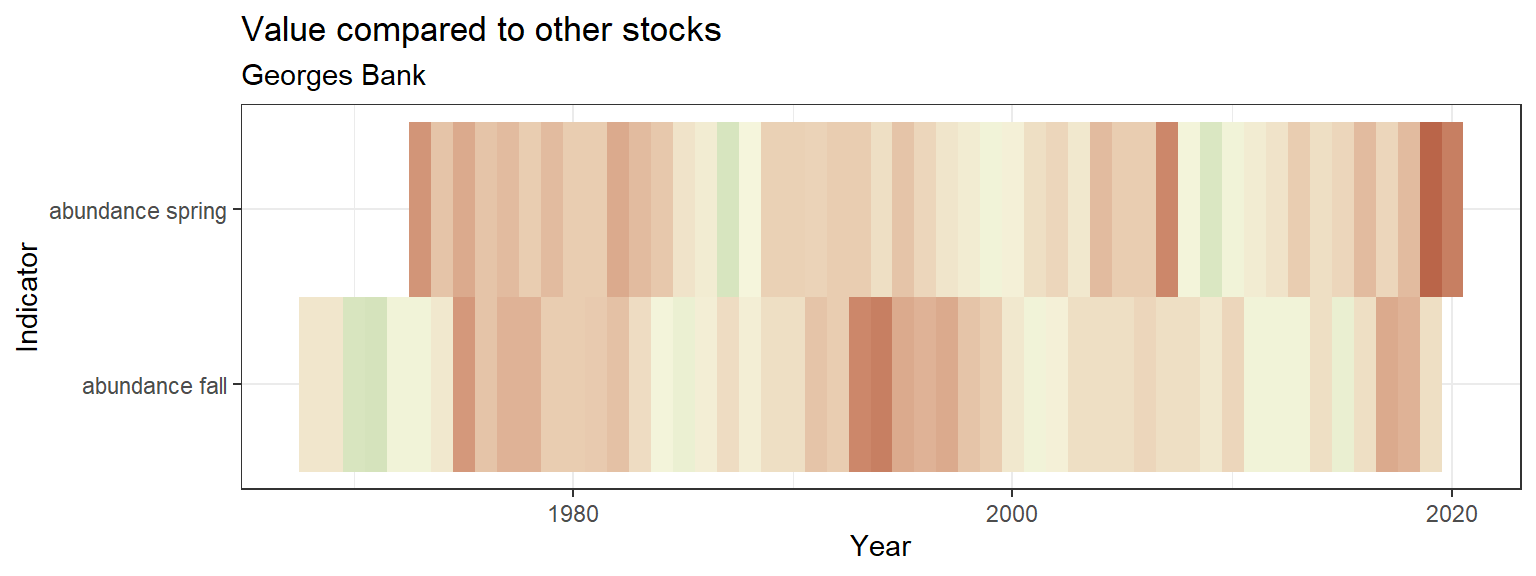 Value compared to other stocks
Georges Bank
Indicator
abundance spring
abundance fall
1980 2000 2020
Year